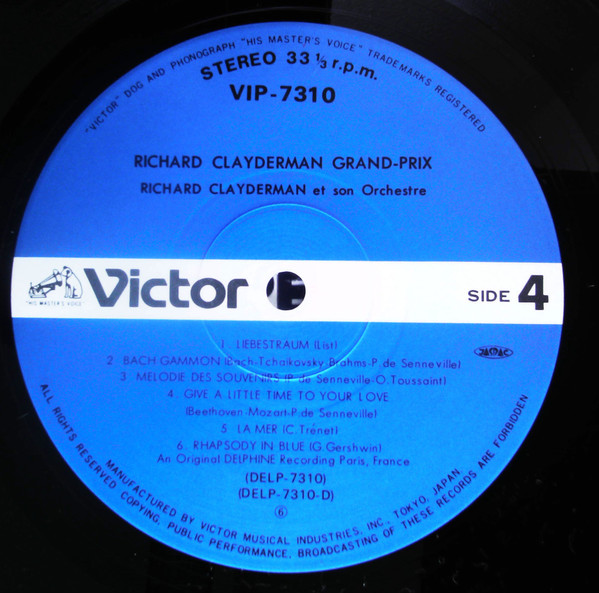 "VICTOR" DOG AND PHONOGRAPH "HIS MASTER'S VOICE" TRADEMARKS REGISTERED
STEREO 33 1/3 r.p.m.
VIP-7310
RICHARD CLAYDERMAN GRAND-PRIX
RICHARD CLAYDERMAN et son Orchestre
"HIS MASTER'S VOICE"
Victor
SIDE 4
1 LIEBESTRAUM (List)
2 BACH GAMMON (Bach-Tchaikovsky-Brahms-P. de Senneville)
3 MELODIE DES SOUVENIRS (P. de Senneville-O.Toussaint)
4 GIVE A LITTLE TIME TO YOUR LOVE
(Beethoven-Mozart-P.de Senneville)
5 LA MER (C.Trénet)
6. RHAPSODY IN BLUE (G.Gershwin)
An Original DELPHINE Recording Paris, France
JASRAC
(DELP-7310)
(DELP-7310-D)
6
MANUFACTURED BY VICTOR MUSICAL INDUSTRIES, INC., TOKYO, JAPAN
ALL RIGHTS RESERVED COPYING, PUBLIC PERFORMANCE, BROADCASTING OF THESE RECORDS ARE FORBIDDEN